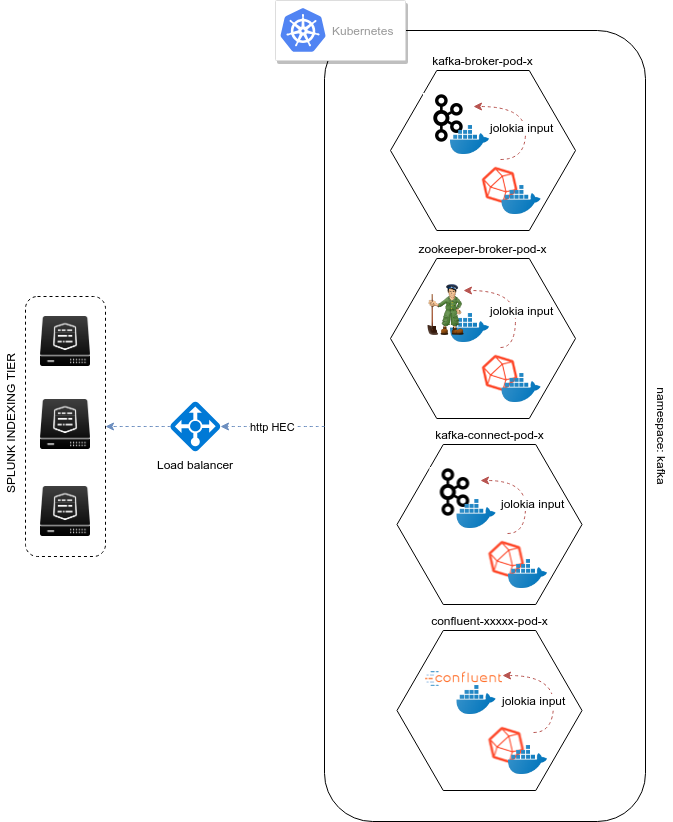 Kubernetes
kafka-broker-pod-x
jolokia input
zookeeper-broker-pod-x
jolokia input
SPLUNK INDEXING TIER
http HEC
Load balancer
namespace: kafka
kafka-connect-pod-x
jolokia input
confluent-xxxxx-pod-x
confluent
jolokia input